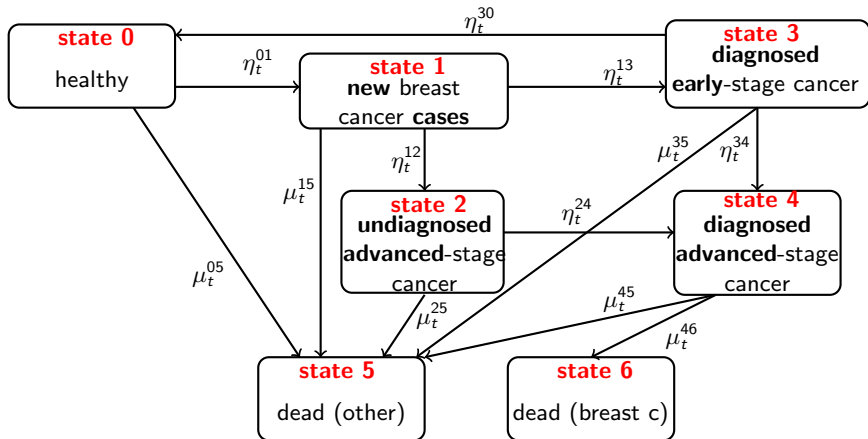 η_t^{30}
state 0
healthy
η_t^{01}
state 1
new breast
cancer cases
η_t^{13}
state 3
diagnosed
early-stage cancer
μ_t^{15}
η_t^{12}
μ_t^{35}
η_t^{34}
state 2
undiagnosed
advanced-stage
cancer
η_t^{24}
state 4
diagnosed
advanced-stage
cancer
μ_t^{05}
μ_t^{25}
μ_t^{45}
μ_t^{46}
state 5
dead (other)
state 6
dead (breast c)